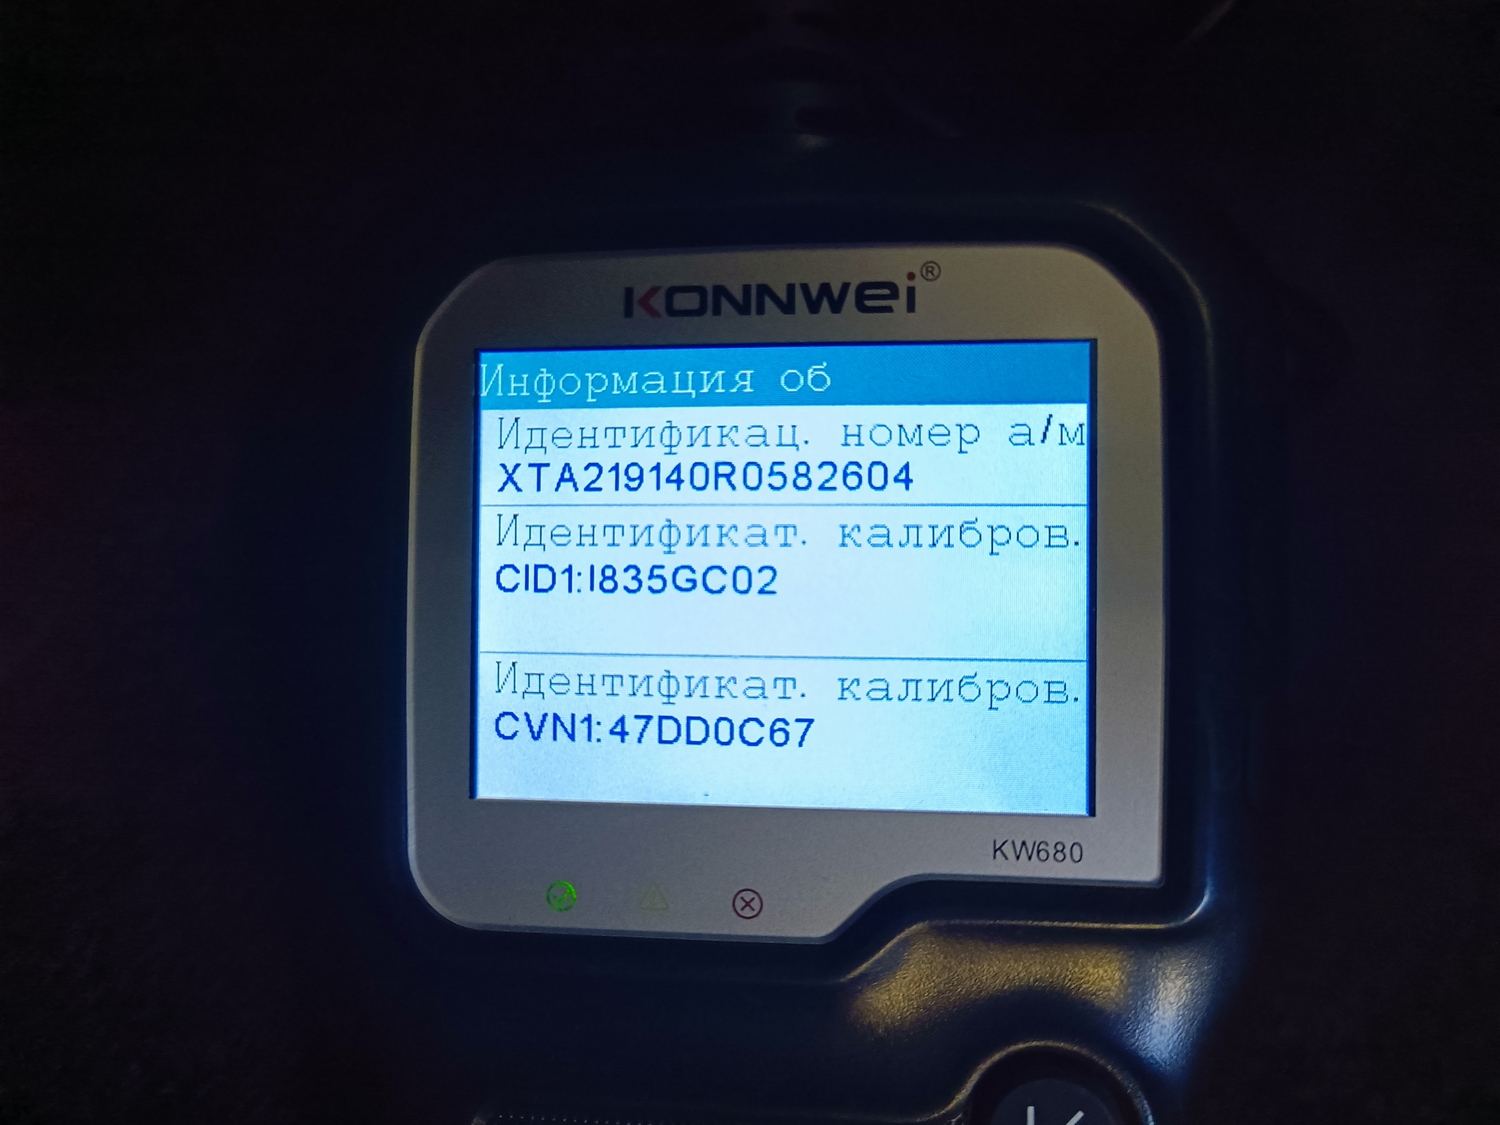 KONNWEI®
Информация об
Идентификац. номер а/м
XTA219140R0582604
Идентификат. калибров.
CID1:I835GC02
Идентификат. калибров.
CVN1:47DD0C67
KW680